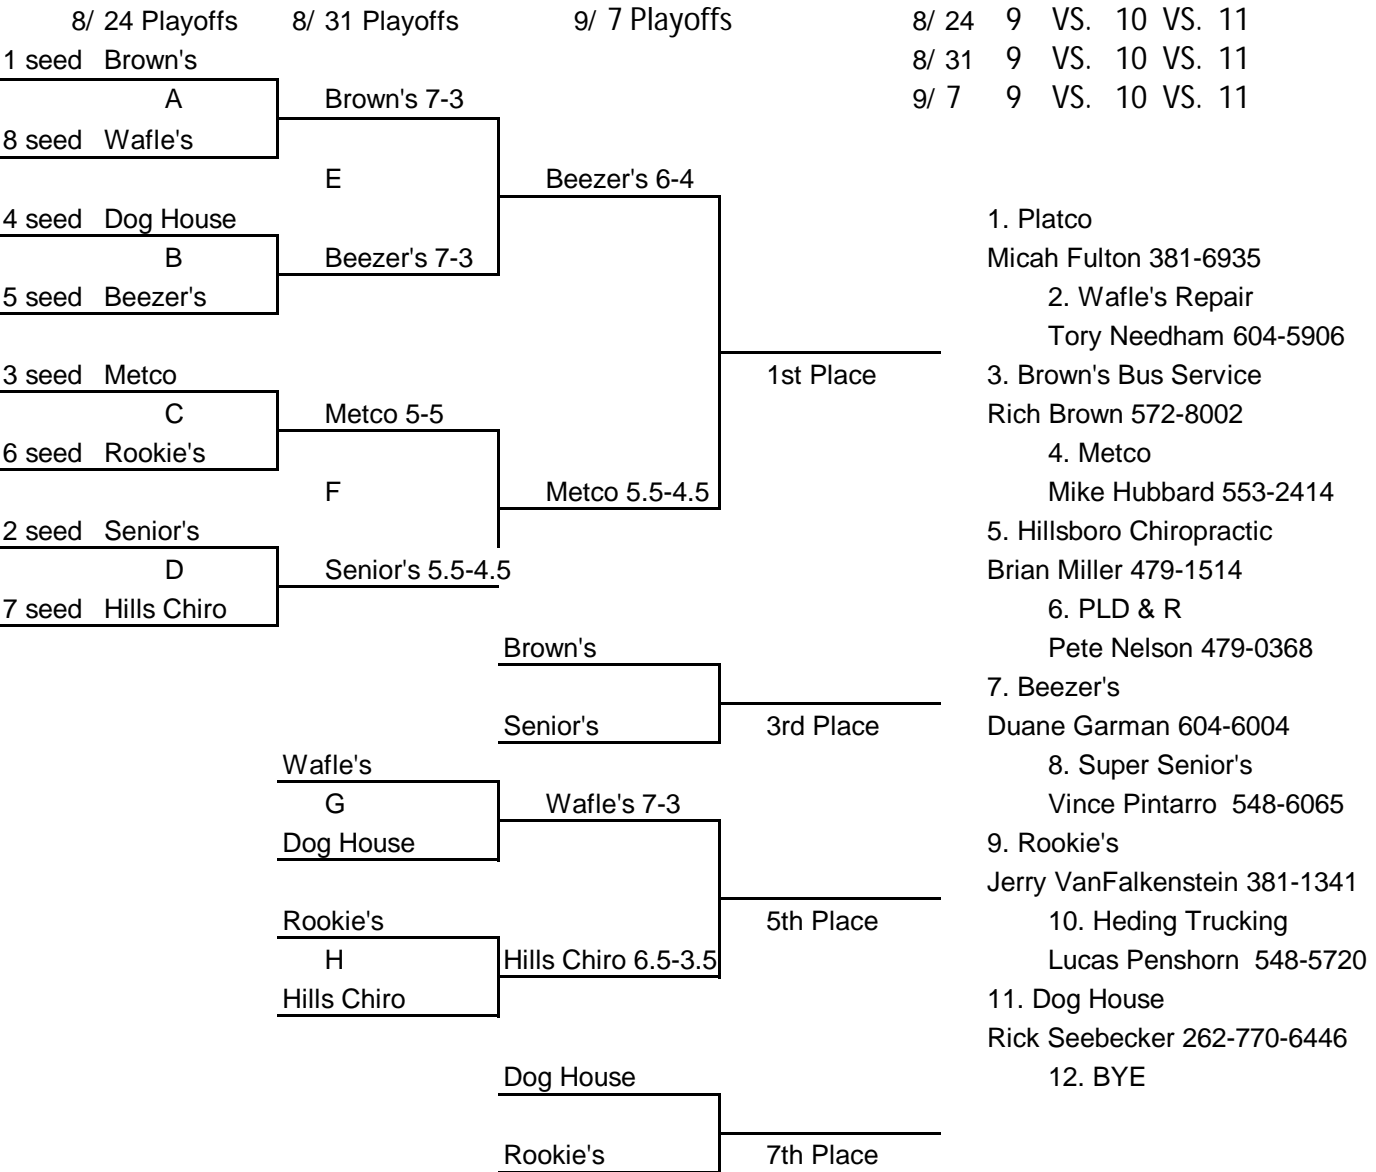 8/ 24 Playoffs 8/ 31 Playoffs 9/ 7 Playoffs 8/ 24 9 VS. 10 VS. 11
1 seed Brown's 8/ 31 9 VS. 10 VS. 11
A Brown's 7-3 9/ 7 9 VS. 10 VS. 11
8 seed Wafle's
E Beezer's 6-4
4 seed Dog House 1. Platco
B Beezer's 7-3 Micah Fulton 381-6935
5 seed Beezer's 2. Wafle's Repair
Tory Needham 604-5906
3 seed Metco 1st Place 3. Brown's Bus Service
C Metco 5-5 Rich Brown 572-8002
6 seed Rookie's 4. Metco
F Metco 5.5-4.5 Mike Hubbard 553-2414
2 seed Senior's 5. Hillsboro Chiropractic
D Senior's 5.5-4.5 Brian Miller 479-1514
7 seed Hills Chiro 6. PLD & R
Brown's Pete Nelson 479-0368
7. Beezer's
Senior's 3rd Place Duane Garman 604-6004
Wafle's 8. Super Senior's
G Wafle's 7-3 Vince Pintarro 548-6065
Dog House 9. Rookie's
Jerry VanFalkenstein 381-1341
Rookie's 5th Place 10. Heding Trucking
H Hills Chiro 6.5-3.5 Lucas Penshorn 548-5720
Hills Chiro 11. Dog House
Rick Seebecker 262-770-6446
Dog House 12. BYE
Rookie's 7th Place